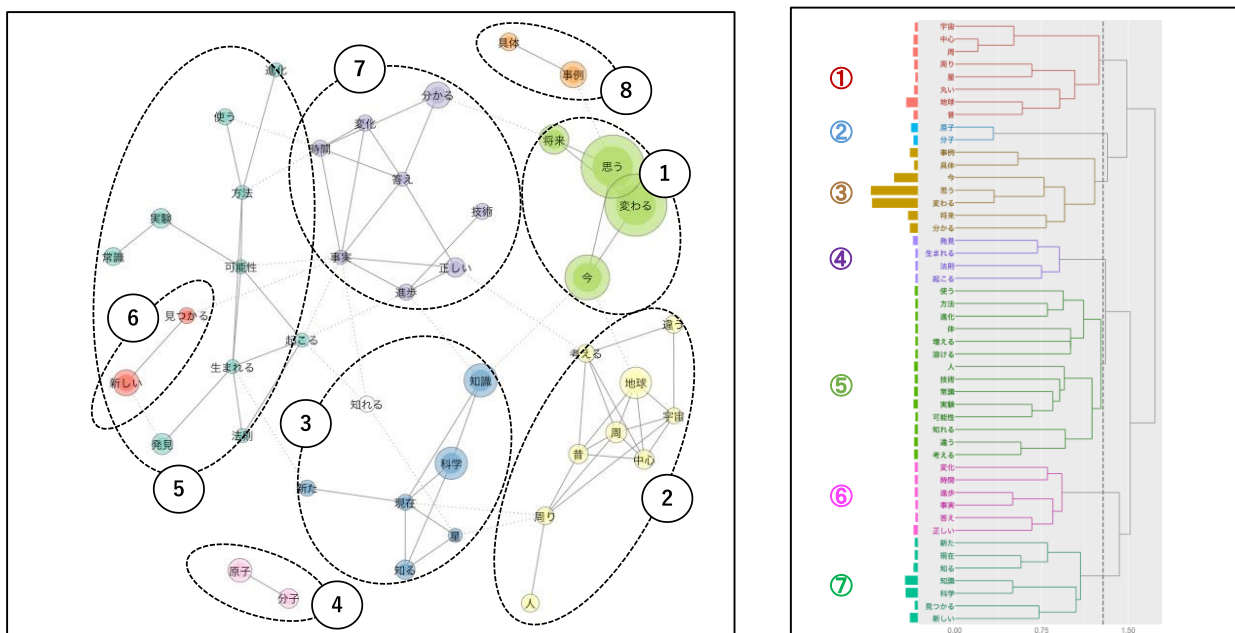 具体
事例
8
進化
7
分かる
使う
変化
時間
将来
思う
1
答え
変わる
方法
技術
実験
常識
事実
可能性
正しい
今
進歩
6
見つかる
違う
起こる
考える
生まれる
新しい
知識
地球
知れる
宇宙
3
周
発見
法則
昔
中心
科学
5
新た
現在
2
周り
星
原子
知る
4
分子
人
宇宙
中心
周
周り
①
星
丸い
地球
昔
原子
②
分子
事例
具体
今
③
思う
変わる
将来
分かる
発見
④
生まれる
法則
起こる
使う
方法
進化
体
増える
溶ける
人
⑤
技術
常識
実験
可能性
知れる
違う
考える
変化
時間
⑥
進歩
事実
答え
正しい
新た
現在
知る
⑦
知識
科学
見つかる
新しい
0.00 0.75 1.50